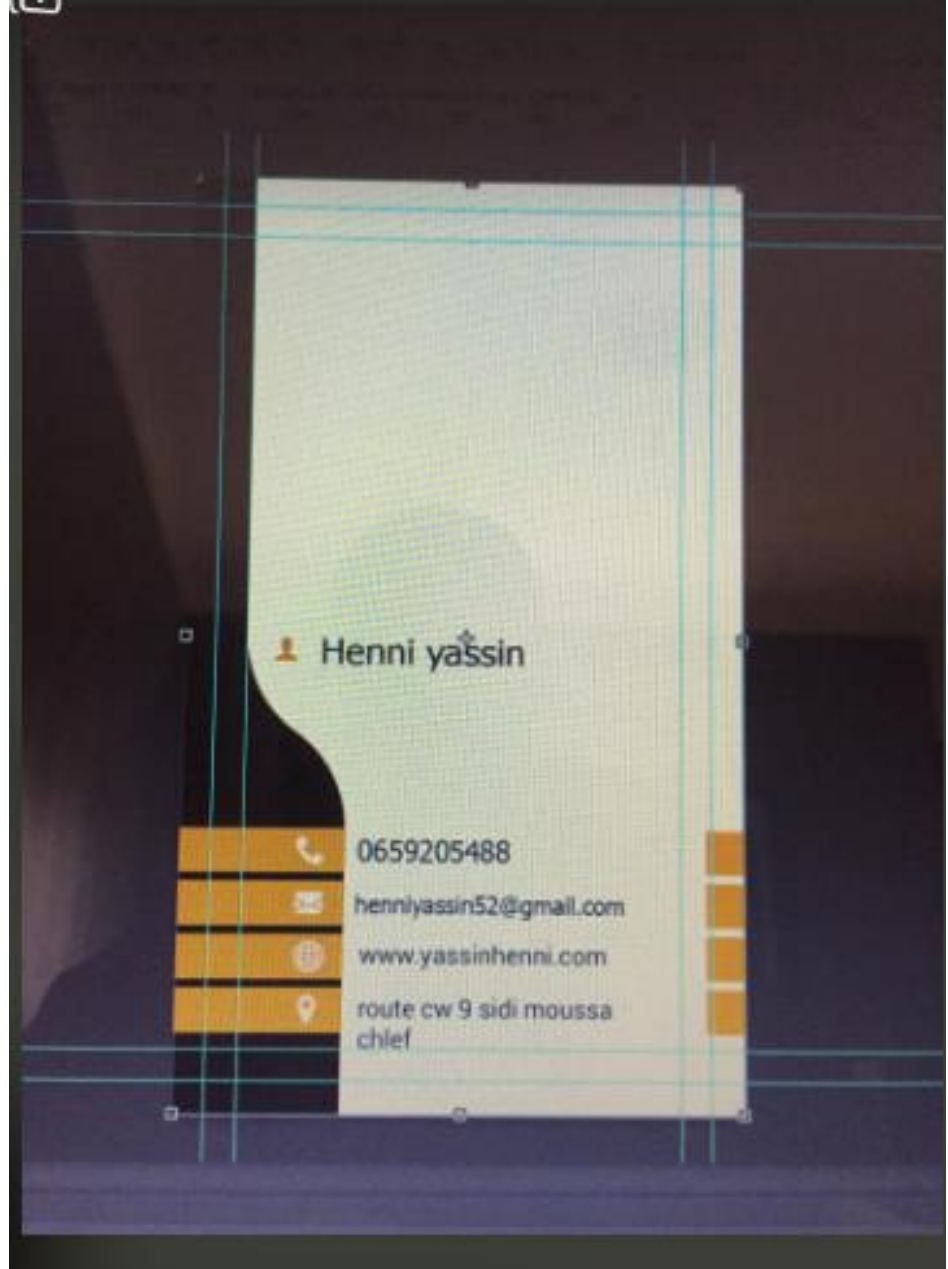 Henni yassin
0659205488
henniyassin52@gmail.com
www.yassinhenni.com
route cw 9 sidi moussa
chlef